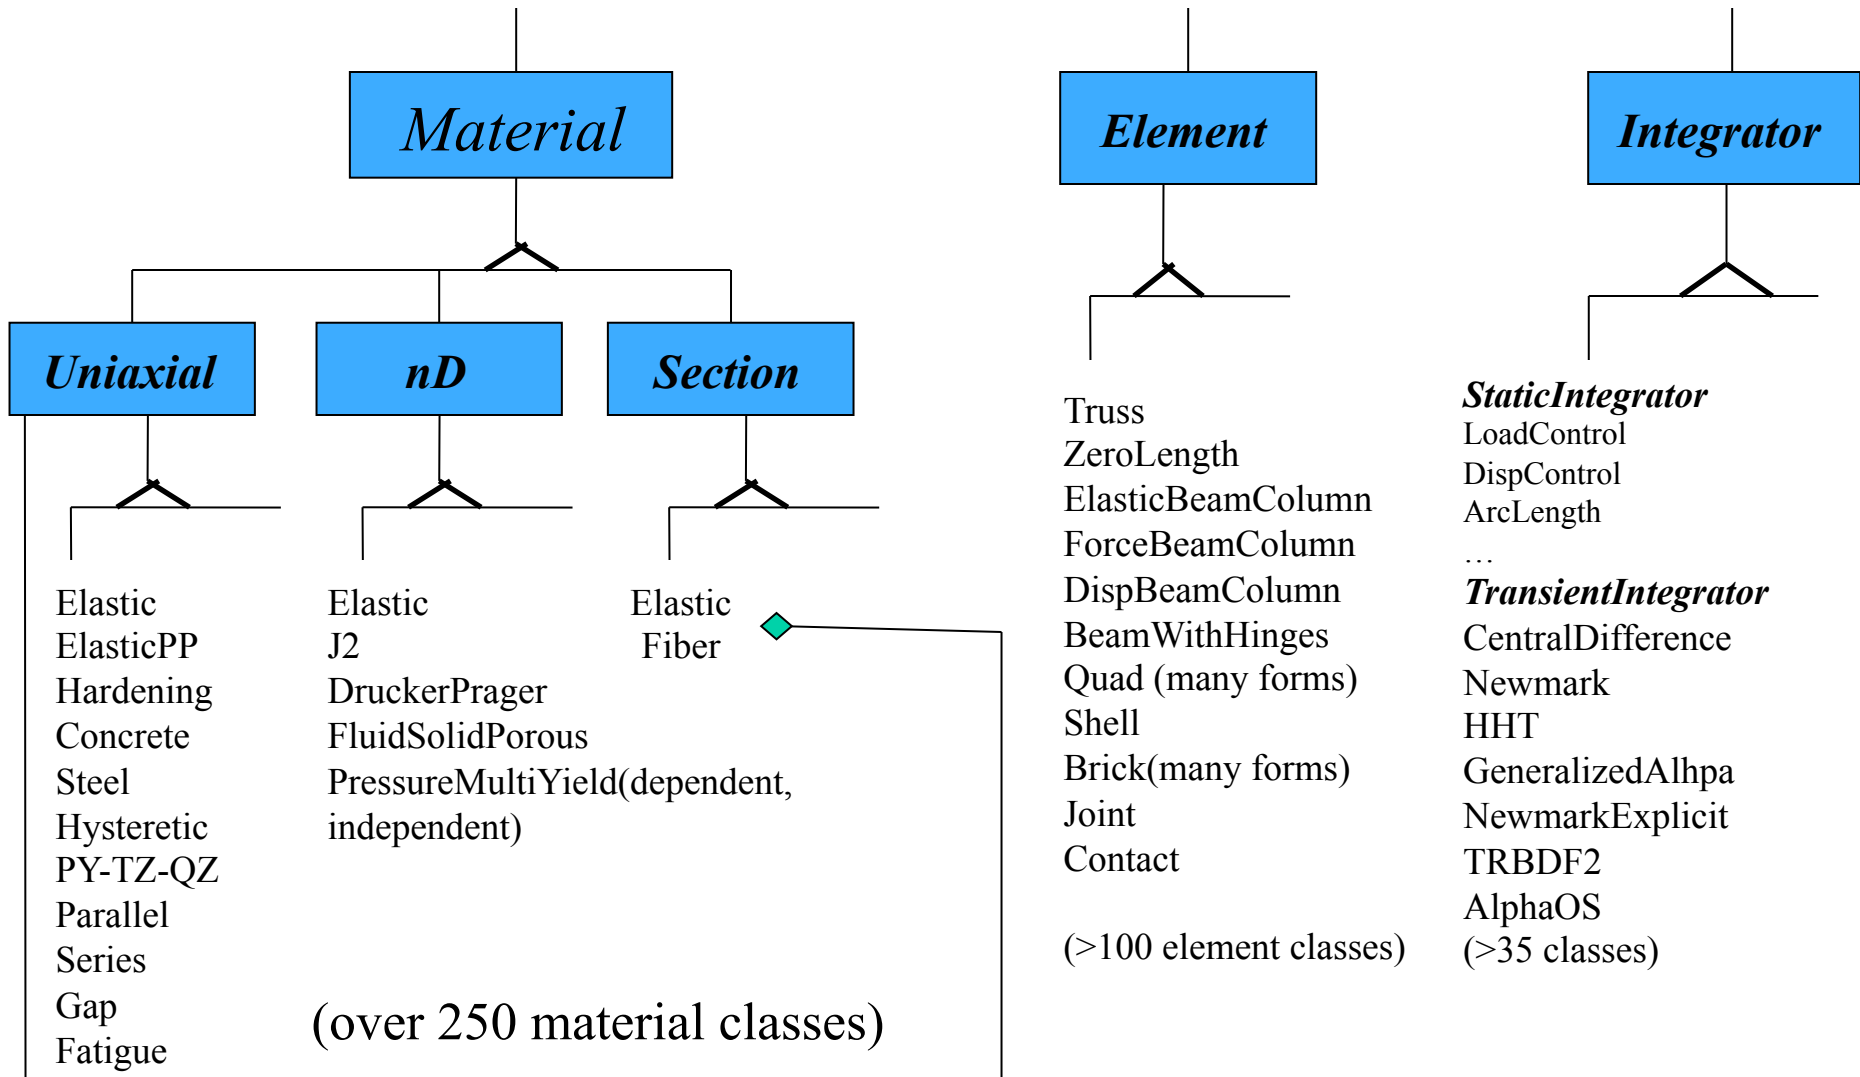 Material
Element
Integrator
Uniaxial
nD
Section
Elastic
ElasticPP
Hardening
Concrete
Steel
Hysteretic
PY-TZ-QZ
Parallel
Series
Gap
Fatigue
Elastic
J2
DruckerPrager
FluidSolidPorous
PressureMultiYield(dependent,
independent)
Elastic
Fiber
(over 250 material classes)
Truss
ZeroLength
ElasticBeamColumn
ForceBeamColumn
DispBeamColumn
BeamWithHinges
Quad (many forms)
Shell
Brick(many forms)
Joint
Contact
(>100 element classes)
StaticIntegrator
LoadControl
DispControl
ArcLength
…
TransientIntegrator
CentralDifference
Newmark
HHT
GeneralizedAlhpa
NewmarkExplicit
TRBDF2
AlphaOS
(>35 classes)